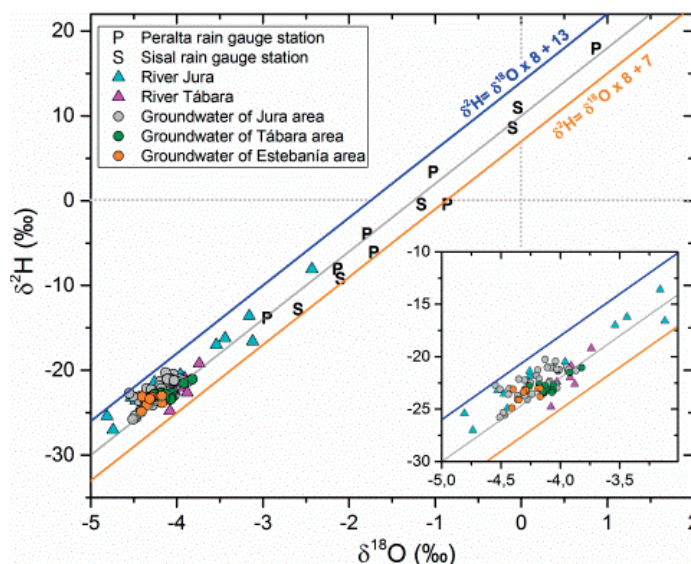 20
10
0
-10
-20
-30
δ²H (‰)
P Peralta rain gauge station
S Sisal rain gauge station
River Jura
River Tábara
Groundwater of Jura area
Groundwater of Tábara area
Groundwater of Estebanía area
δ²H= δ¹⁸O x 8 + 13
δ²H= δ¹⁸O x 8 + 7
P
S
S
P
S
P
P
P
P
S
S
P
-10
-15
-20
-25
-30
-5,0 -4,5 -4,0 -3,5
-5 -4 -3 -2 -1 0 1 2
δ¹⁸O (‰)